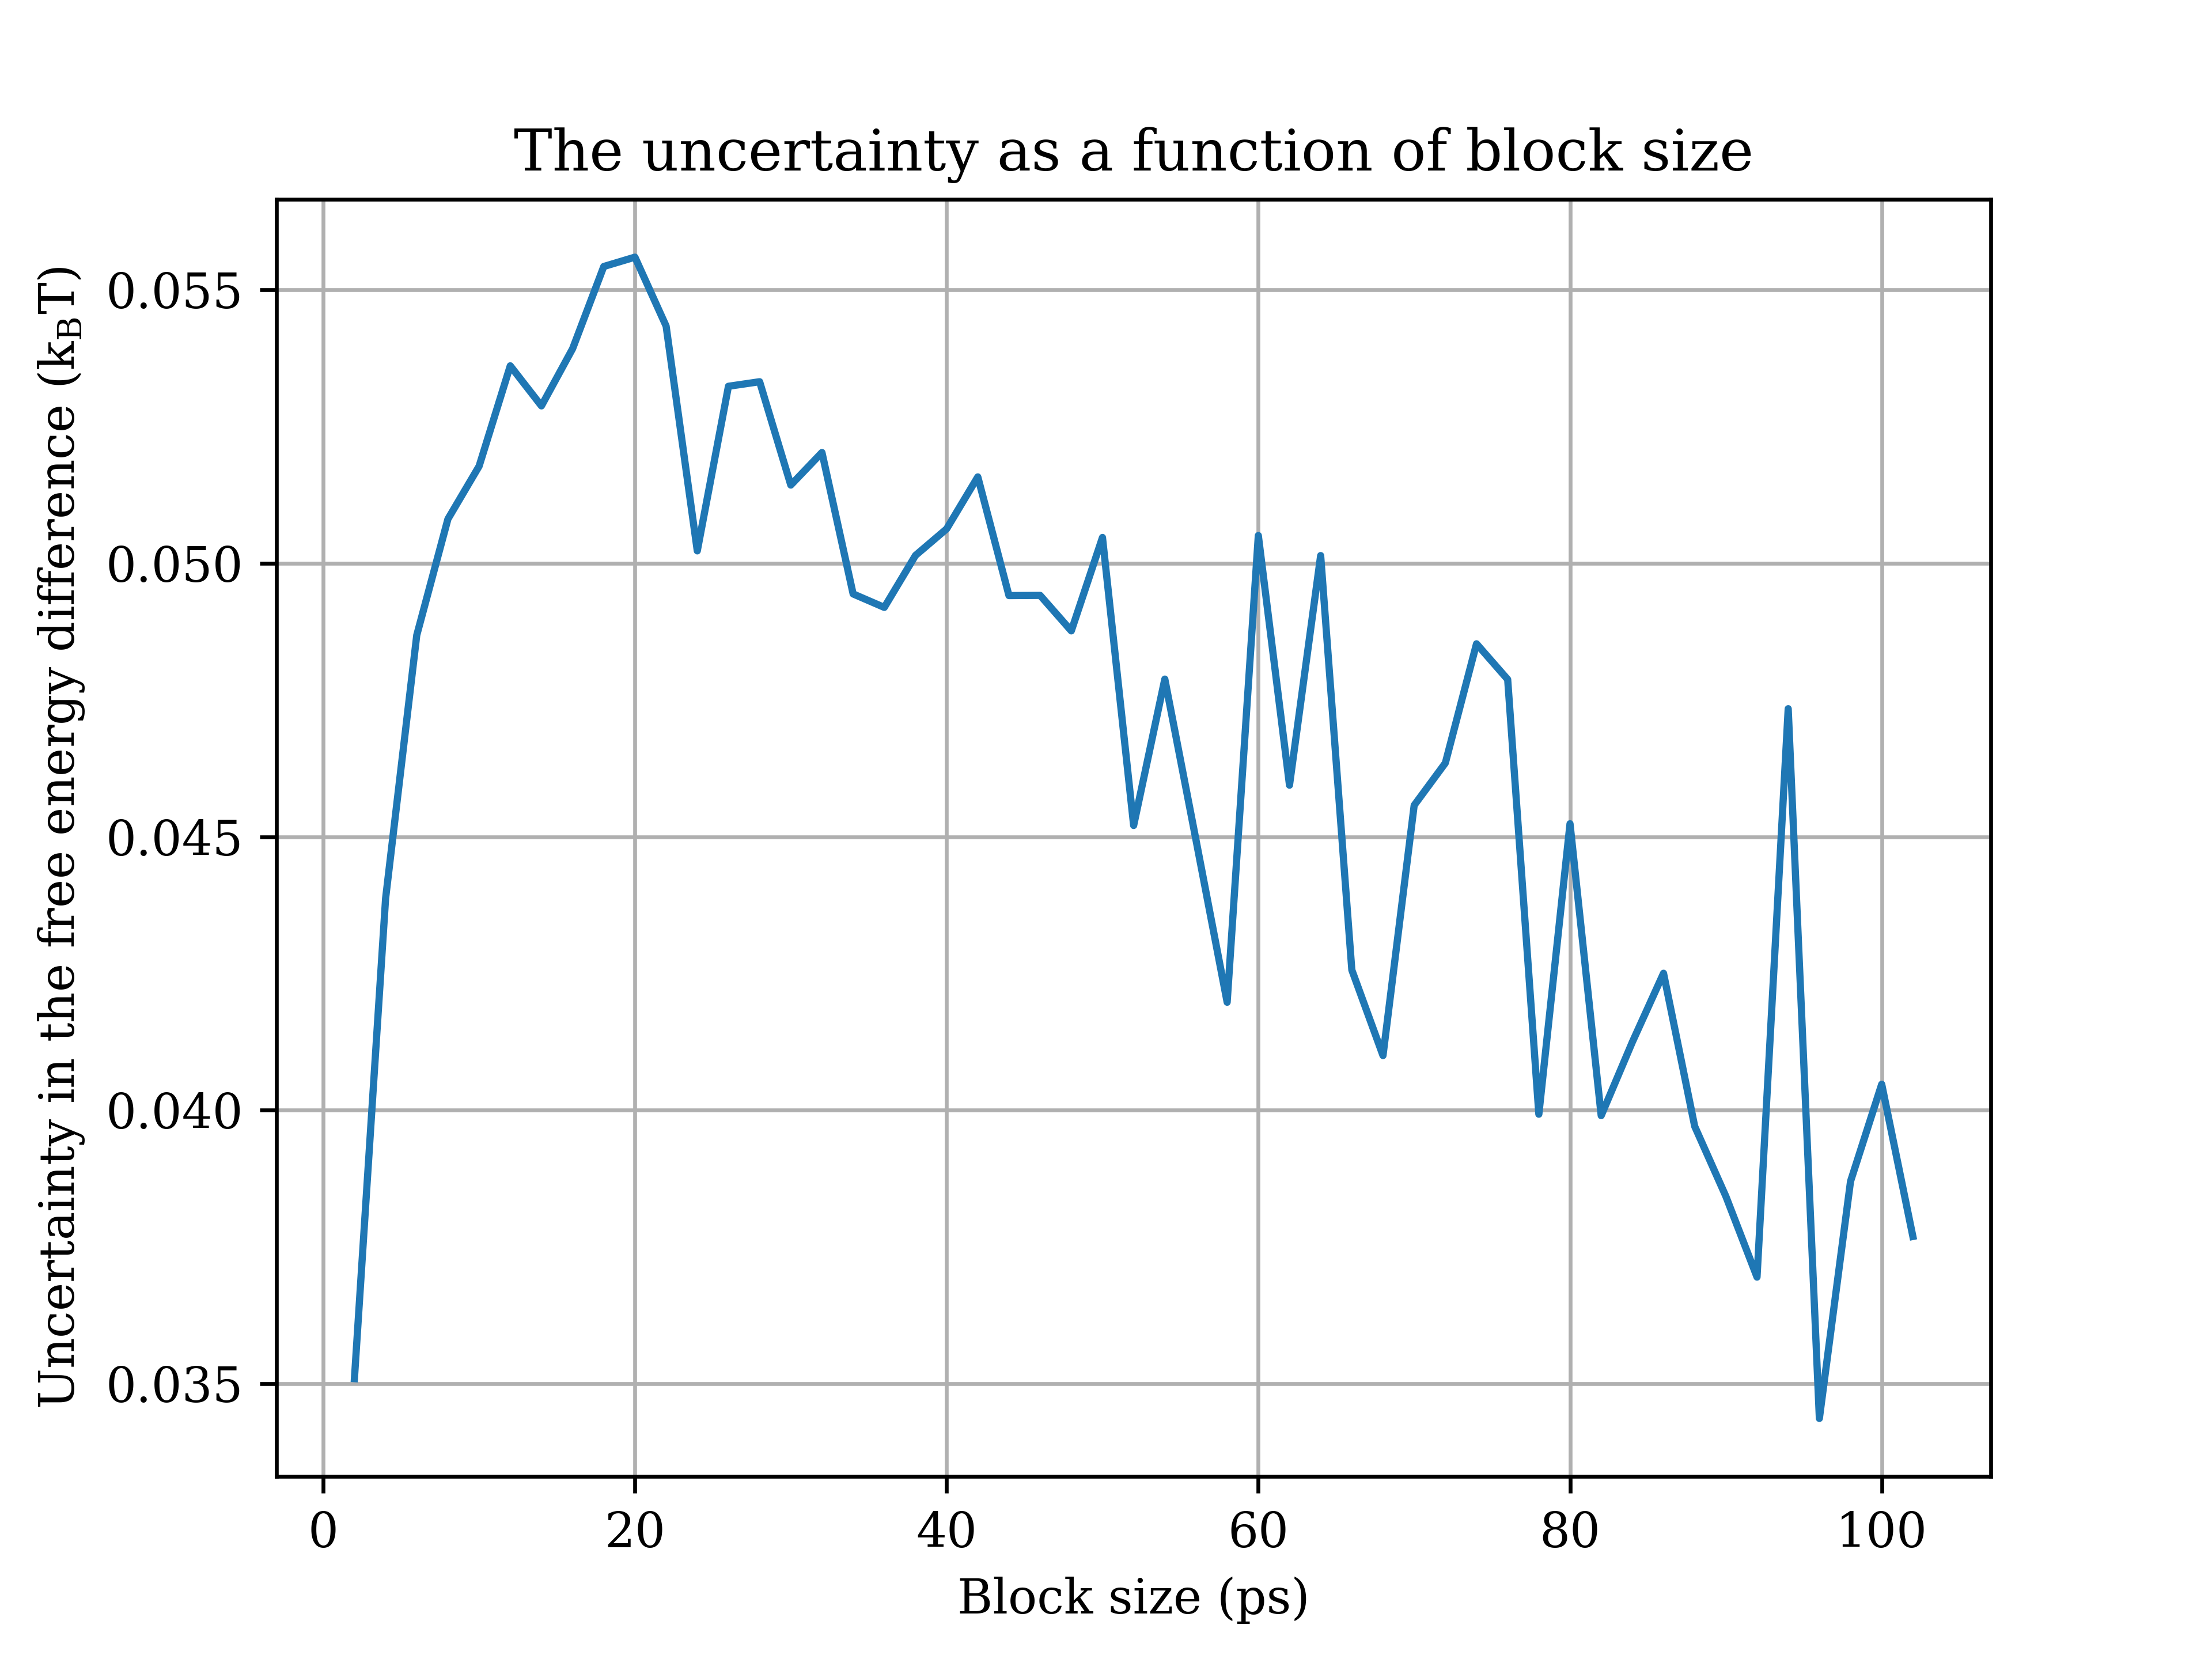 The uncertainty as a function of block size
Uncertainty in the free energy difference (k_BT)
0.055
0.050
0.045
0.040
0.035
0 20 40 60 80 100
Block size (ps)